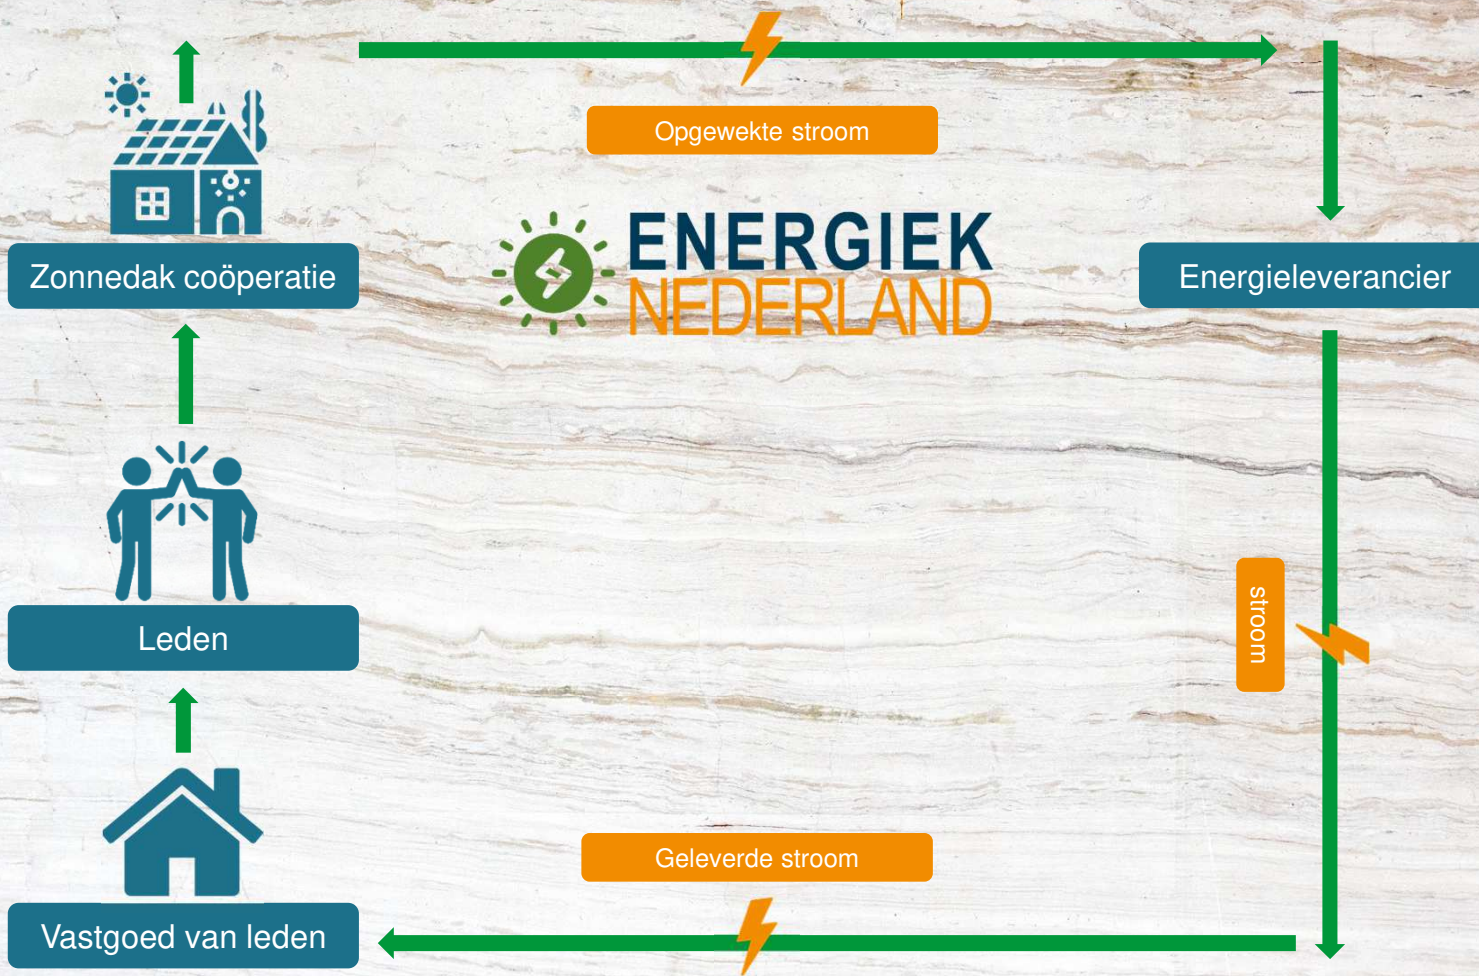 Opgewekte stroom
ENERGIEK
NEDERLAND
Zonnedak coöperatie
Energieleverancier
stroom
Leden
Geleverde stroom
Vastgoed van leden